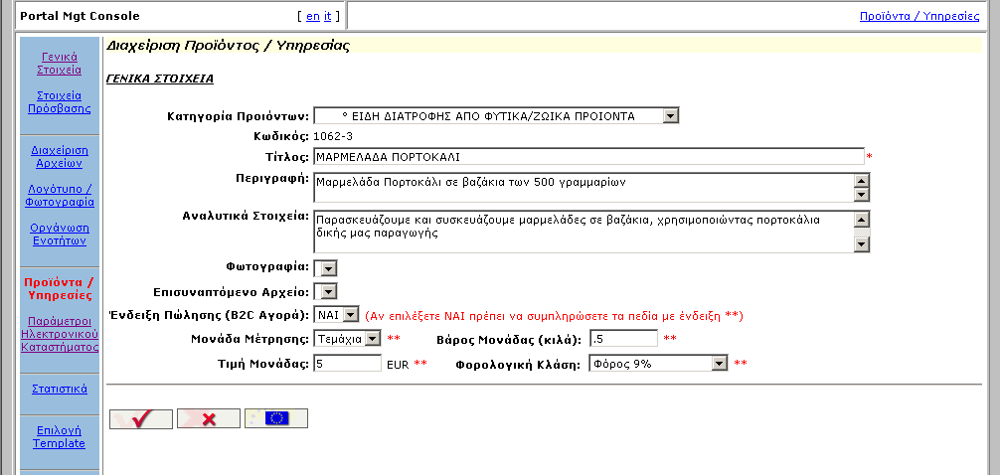 Portal Mgt Console [ en it ] Προϊόντα / Υπηρεσίες
Διαχείριση Προϊόντος / Υπηρεσίας
ΓΕΝΙΚΑ ΣΤΟΙΧΕΙΑ
Γενικά
Στοιχεία
Στοιχεία
Πρόσβασης
Διαχείριση
Αρχείων
Λογότυπο /
Φωτογραφία
Οργάνωση
Ενοτήτων
Προϊόντα /
Υπηρεσίες
Παράμετροι
Ηλεκτρονικού
Καταστήματος
Στατιστικά
Επιλογή
Template
Κατηγορία Προιόντων: ° ΕΙΔΗ ΔΙΑΤΡΟΦΗΣ ΑΠΟ ΦΥΤΙΚΑ/ΖΩΙΚΑ ΠΡΟΙΟΝΤΑ
Κωδικός: 1062-3
Τίτλος: ΜΑΡΜΕΛΑΔΑ ΠΟΡΤΟΚΑΛΙ *
Περιγραφή: Μαρμελάδα Πορτοκάλι σε βαζάκια των 500 γραμμαρίων
Αναλυτικά Στοιχεία: Παρασκευάζουμε και συσκευάζουμε μαρμελάδες σε βαζάκια, χρησιμοποιώντας πορτοκάλια
δικής μας παραγωγής
Φωτογραφία:
Επισυναπτόμενο Αρχείο:
Ένδειξη Πώλησης (B2C Αγορά): ΝΑΙ (Αν επιλέξετε ΝΑΙ πρέπει να συμπληρώσετε τα πεδία με ένδειξη **)
Μονάδα Μέτρησης: Τεμάχια ** Βάρος Μονάδας (κιλά): .5 **
Τιμή Μονάδας: 5 EUR ** Φορολογική Κλάση: Φόρος 9% **